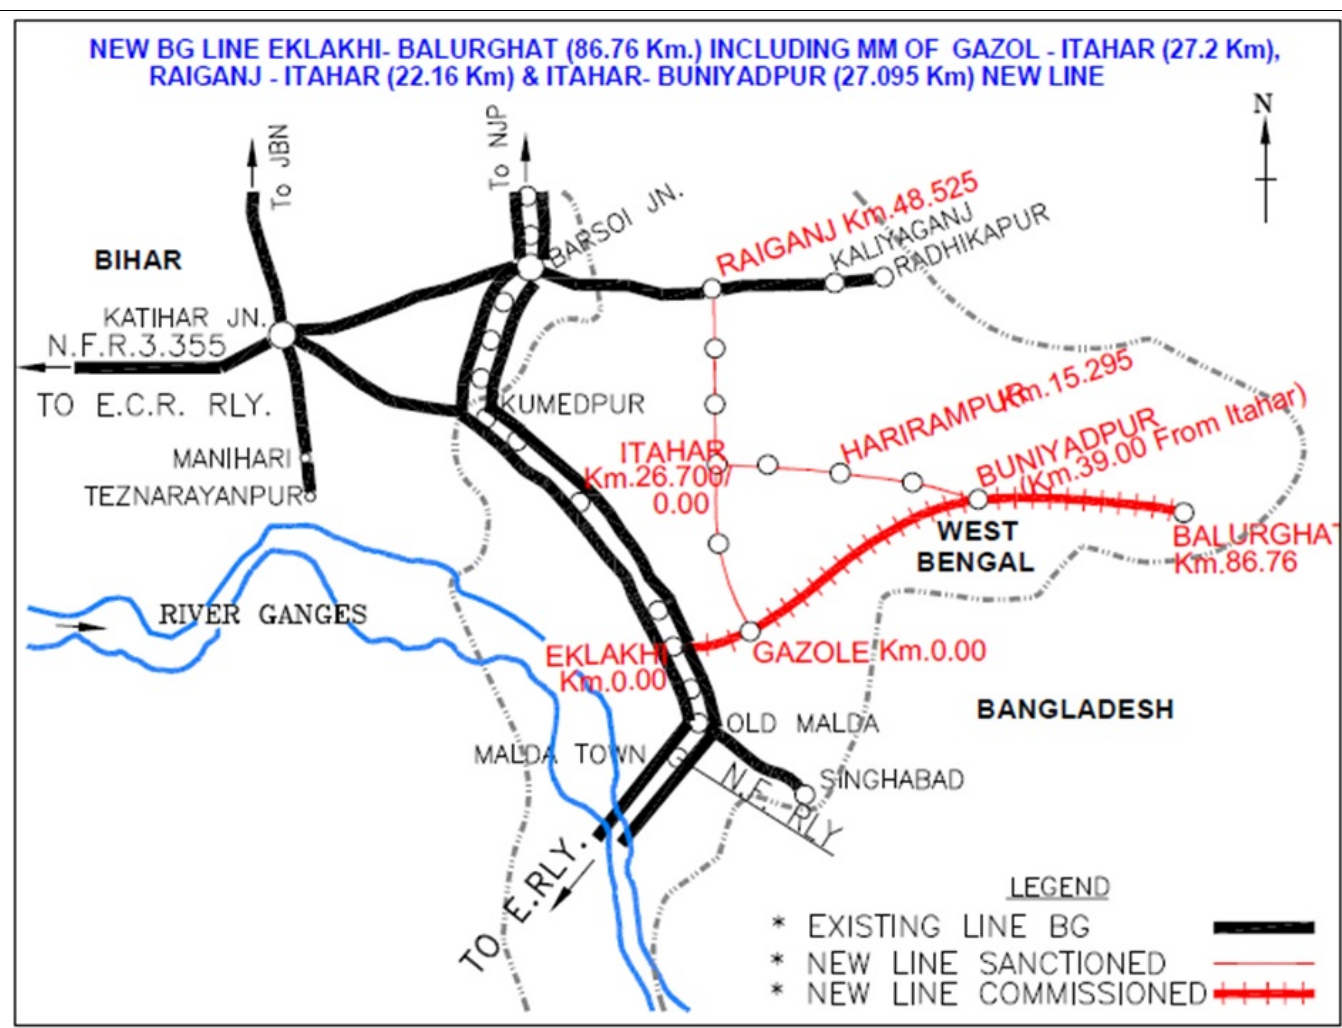 NEW BG LINE EKLAKHI- BALURGHAT (86.76 Km.) INCLUDING MM OF GAZOL - ITAHAR (27.2 Km),
RAIGANJ - ITAHAR (22.16 Km) & ITAHAR- BUNIYADPUR (27.095 Km) NEW LINE
N
To JBN
To NJP
BARSOI JN.
RAIGANJ Km.48.525
KALIYAGANJ
RADHIKAPUR
BIHAR
KATIHAR JN.
N.F.R.3.355
TO E.C.R. RLY.
KUMEDPUR
MANIHARI
TEZNARAYANPUR
ITAHAR
Km.26.700/
0.00
HARIRAMPUR Km.15.295
BUNIYADPUR
(Km.39.00 From Itahar)
WEST
BENGAL
BALURGHAT
Km.86.76
RIVER GANGES
EKLAKHI
Km.0.00
GAZOLE Km.0.00
BANGLADESH
OLD MALDA
MALDA TOWN
SINGHABAD
N.F. RLY
TO E.RLY.
LEGEND
* EXISTING LINE BG
* NEW LINE SANCTIONED
* NEW LINE COMMISSIONED